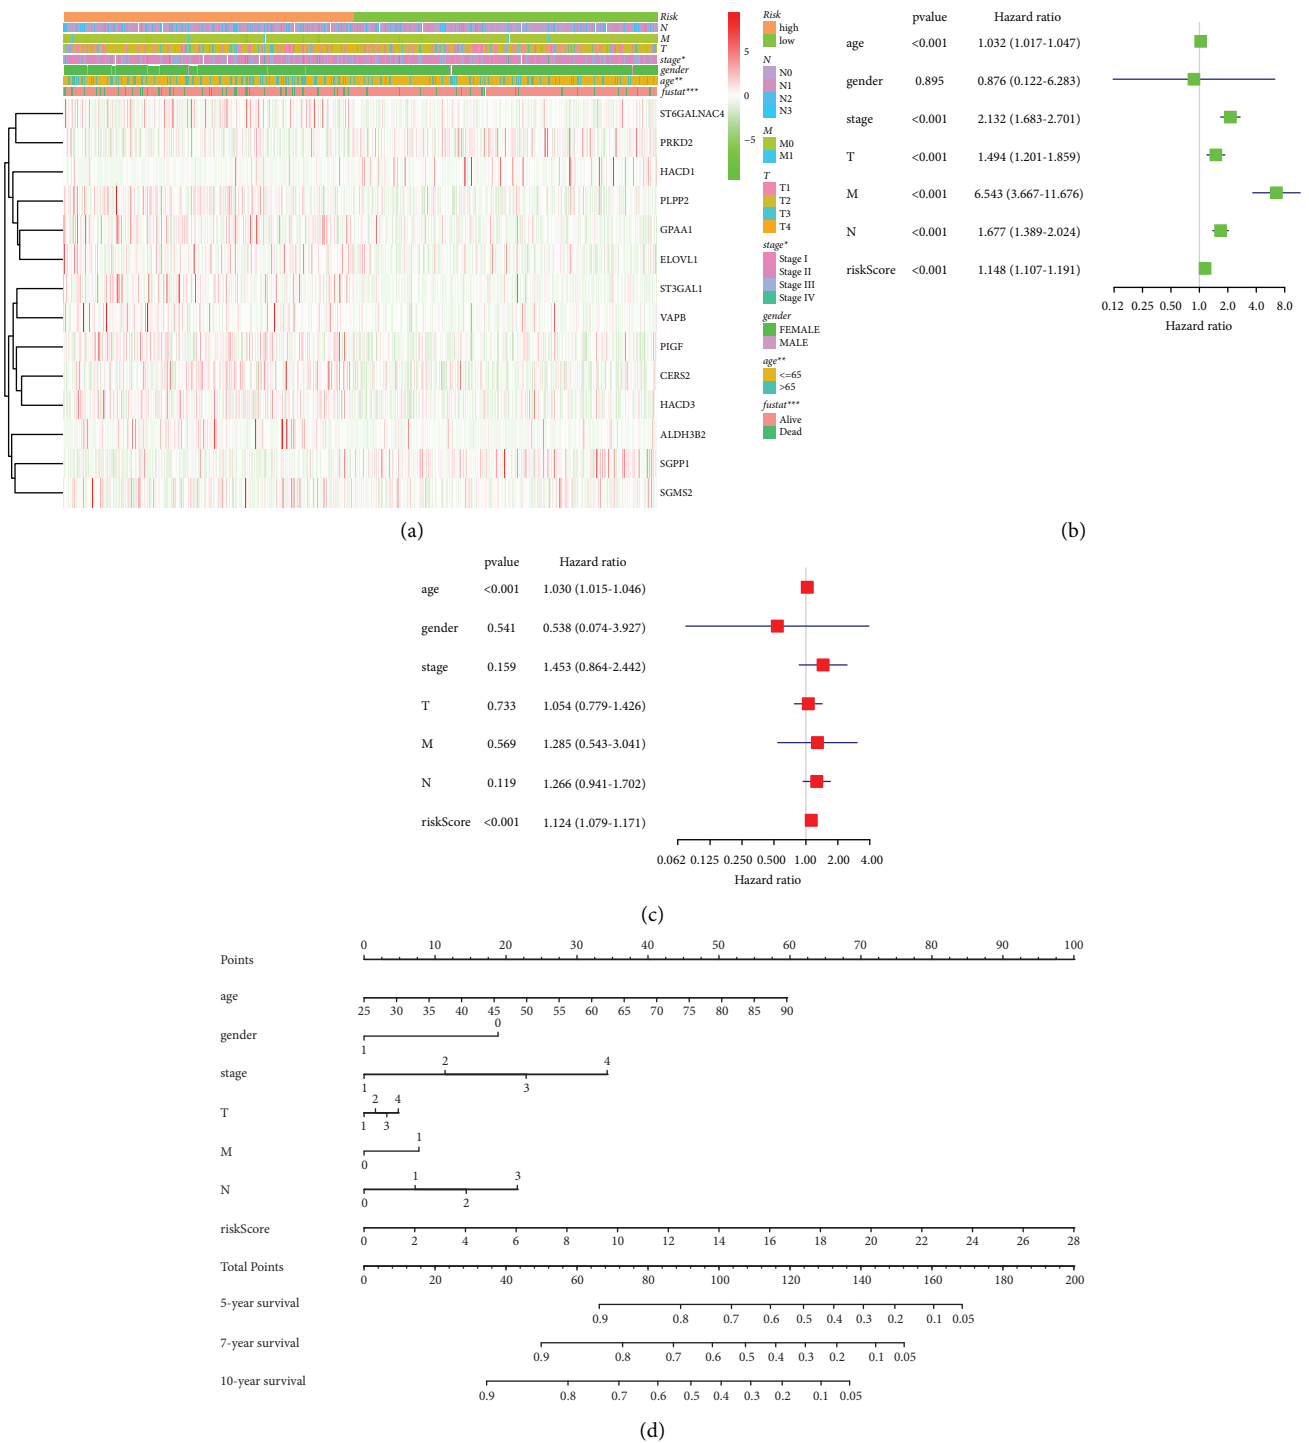 Risk
N
M
T
stage*
gender
age**
fustat***
ST6GALNAC4
PRKD2
HACD1
PLPP2
GPAA1
ELOVL1
ST3GAL1
VAPB
PIGF
CERS2
HACD3
ALDH3B2
SGPP1
SGMS2
5
0
−5
Risk
high
low
N
N0
N1
N2
N3
M
M0
M1
T
T1
T2
T3
T4
stage*
Stage I
Stage II
Stage III
Stage IV
gender
FEMALE
MALE
age**
<=65
>65
fustat***
Alive
Dead
(a)
pvalue Hazard ratio
age <0.001 1.032 (1.017-1.047)
gender 0.895 0.876 (0.122-6.283)
stage <0.001 2.132 (1.683-2.701)
T <0.001 1.494 (1.201-1.859)
M <0.001 6.543 (3.667-11.676)
N <0.001 1.677 (1.389-2.024)
riskScore <0.001 1.148 (1.107-1.191)
0.12 0.25 0.50 1.0 2.0 4.0 8.0
Hazard ratio
(b)
pvalue Hazard ratio
age <0.001 1.030 (1.015-1.046)
gender 0.541 0.538 (0.074-3.927)
stage 0.159 1.453 (0.864-2.442)
T 0.733 1.054 (0.779-1.426)
M 0.569 1.285 (0.543-3.041)
N 0.119 1.266 (0.941-1.702)
riskScore <0.001 1.124 (1.079-1.171)
0.062 0.125 0.250 0.500 1.00 2.00 4.00
Hazard ratio
(c)
0 10 20 30 40 50 60 70 80 90 100
Points
age
25 30 35 40 45 50 55 60 65 70 75 80 85 90
0
gender
1
2 4
stage
1 3
2 4
T
1 3
1
M
0
1 3
N
0 2
riskScore
0 2 4 6 8 10 12 14 16 18 20 22 24 26 28
Total Points
0 20 40 60 80 100 120 140 160 180 200
5-year survival
0.9 0.8 0.7 0.6 0.5 0.4 0.3 0.2 0.1 0.05
7-year survival
0.9 0.8 0.7 0.6 0.5 0.4 0.3 0.2 0.1 0.05
10-year survival
0.9 0.8 0.7 0.6 0.5 0.4 0.3 0.2 0.1 0.05
(d)